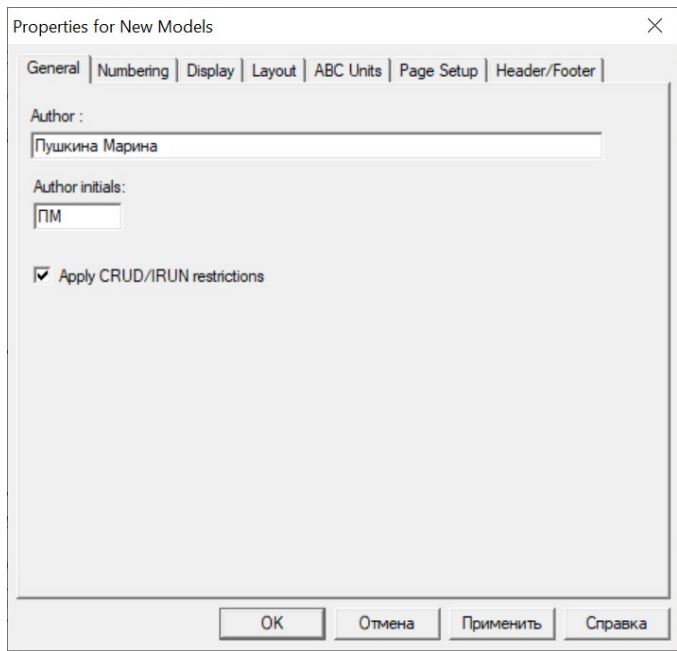 Properties for New Models
General Numbering Display Layout ABC Units Page Setup Header/Footer
Author :
Пушкина Марина
Author initials:
ПМ
Apply CRUD/IRUN restrictions
OK Отмена Применить Справка